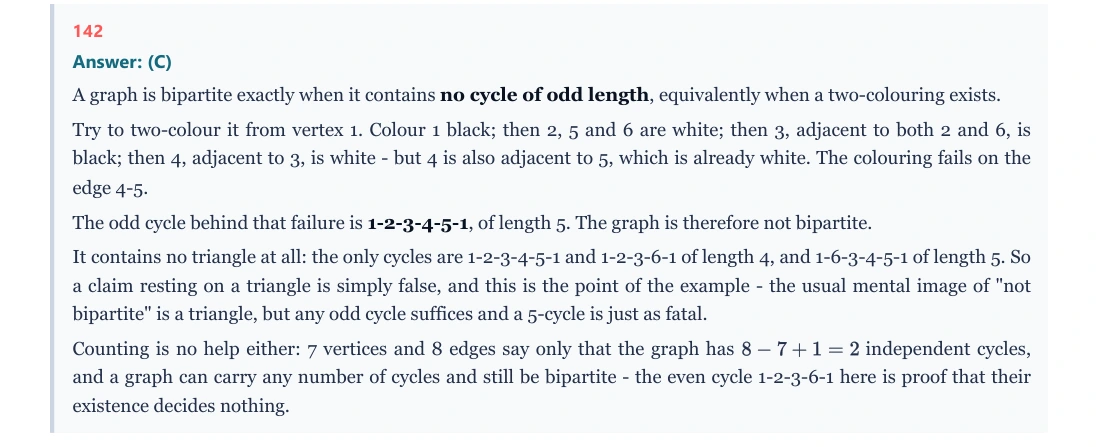 142
Answer: (C)
A graph is bipartite exactly when it contains no cycle of odd length, equivalently when a two-colouring exists.
Try to two-colour it from vertex 1. Colour 1 black; then 2, 5 and 6 are white; then 3, adjacent to both 2 and 6, is
black; then 4, adjacent to 3, is white - but 4 is also adjacent to 5, which is already white. The colouring fails on the
edge 4-5.
The odd cycle behind that failure is 1-2-3-4-5-1, of length 5. The graph is therefore not bipartite.
It contains no triangle at all: the only cycles are 1-2-3-4-5-1 and 1-2-3-6-1 of length 4, and 1-6-3-4-5-1 of length 5. So
a claim resting on a triangle is simply false, and this is the point of the example - the usual mental image of "not
bipartite" is a triangle, but any odd cycle suffices and a 5-cycle is just as fatal.
Counting is no help either: 7 vertices and 8 edges say only that the graph has 8 − 7 + 1 = 2 independent cycles,
and a graph can carry any number of cycles and still be bipartite - the even cycle 1-2-3-6-1 here is proof that their
existence decides nothing.